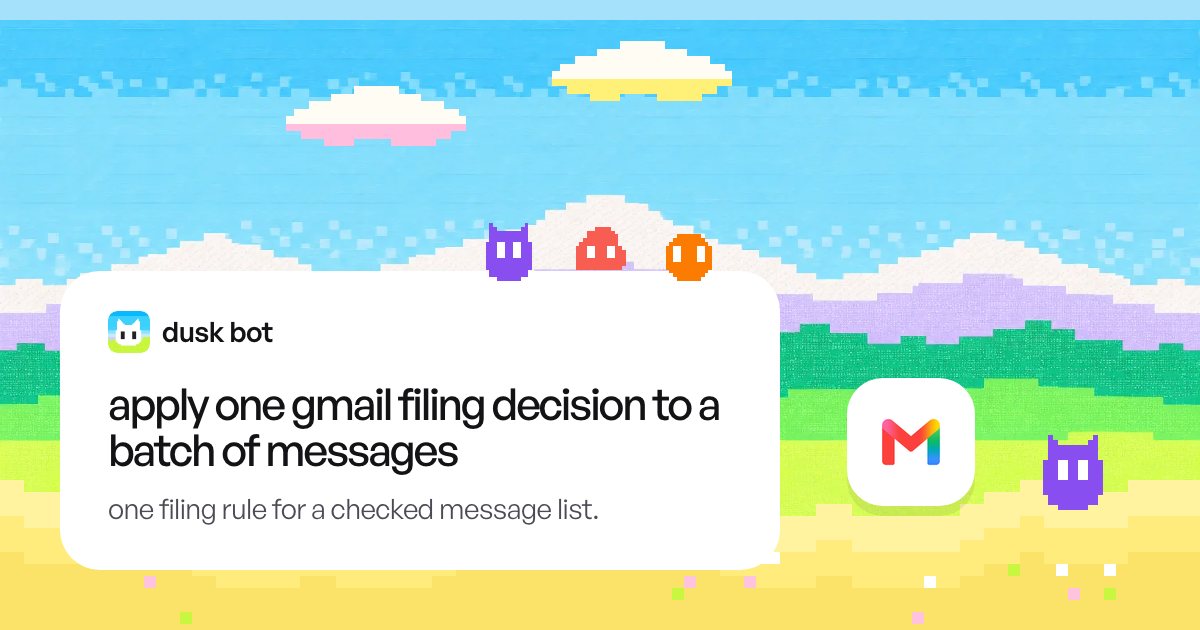 dusk bot
apply one gmail filing decision to a
batch of messages
one filing rule for a checked message list.